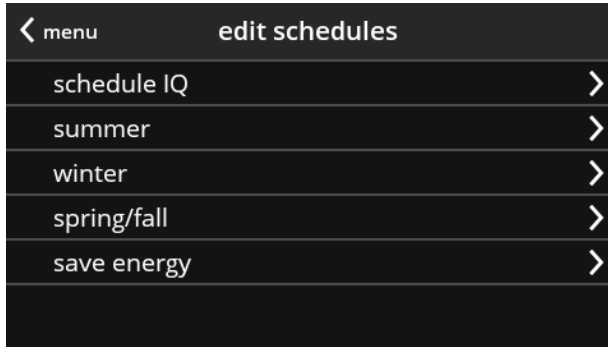 menu edit schedules
schedule IQ
summer
winter
spring/fall
save energy